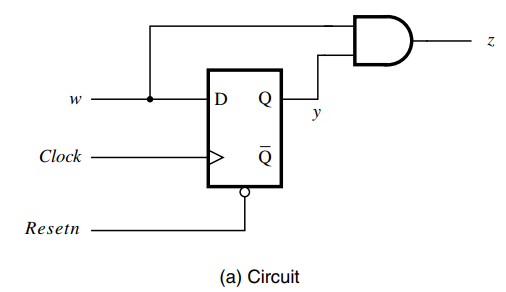 z
w
D Q
y
Clock
Q̅
Resetn
(a) Circuit